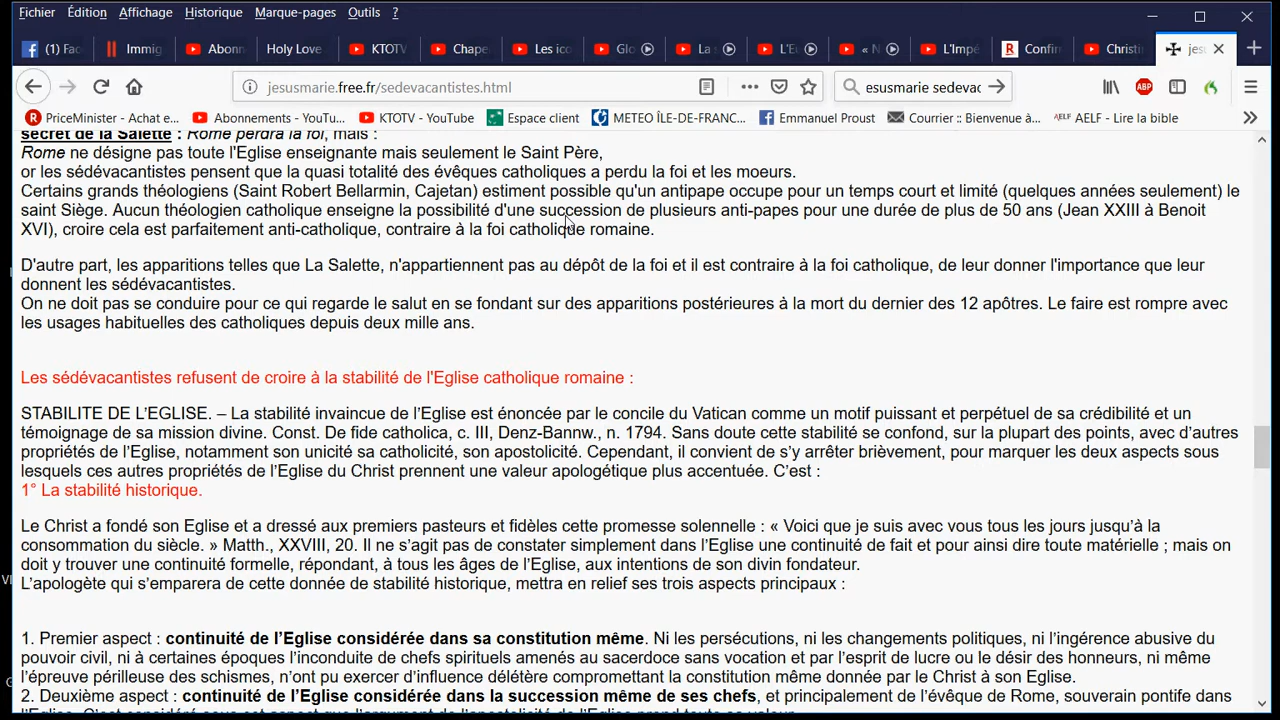 Fichier Édition Affichage Historique Marque-pages Outils ?
(1) Fac Immig Abonn Holy Love KTOTV Chape Les ico Glo La s L'Eu « N L'Impé Confir Christin jesu
jesusmarie.free.fr/sedevacantistes.html esusmarie sedevac
PriceMinister - Achat e... Abonnements - YouTu... KTOTV - YouTube Espace client METEO ÎLE-DE-FRANC... Emmanuel Proust Courrier :: Bienvenue à... AELF - Lire la bible
secret de la Salette : Rome perdra la foi, mais :
Rome ne désigne pas toute l'Eglise enseignante mais seulement le Saint Père,
or les sédévacantistes pensent que la quasi totalité des évêques catholiques a perdu la foi et les moeurs.
Certains grands théologiens (Saint Robert Bellarmin, Cajetan) estiment possible qu'un antipape occupe pour un temps court et limité (quelques années seulement) le
saint Siège. Aucun théologien catholique enseigne la possibilité d'une succession de plusieurs anti-papes pour une durée de plus de 50 ans (Jean XXIII à Benoit
XVI), croire cela est parfaitement anti-catholique, contraire à la foi catholique romaine.
D'autre part, les apparitions telles que La Salette, n'appartiennent pas au dépôt de la foi et il est contraire à la foi catholique, de leur donner l'importance que leur
donnent les sédévacantistes.
On ne doit pas se conduire pour ce qui regarde le salut en se fondant sur des apparitions postérieures à la mort du dernier des 12 apôtres. Le faire est rompre avec
les usages habituelles des catholiques depuis deux mille ans.
Les sédévacantistes refusent de croire à la stabilité de l'Eglise catholique romaine :
STABILITE DE L’EGLISE. – La stabilité invaincue de l’Eglise est énoncée par le concile du Vatican comme un motif puissant et perpétuel de sa crédibilité et un
témoignage de sa mission divine. Const. De fide catholica, c. III, Denz-Bannw., n. 1794. Sans doute cette stabilité se confond, sur la plupart des points, avec d’autres
propriétés de l’Eglise, notamment son unicité sa catholicité, son apostolicité. Cependant, il convient de s’y arrêter brièvement, pour marquer les deux aspects sous
lesquels ces autres propriétés de l’Eglise du Christ prennent une valeur apologétique plus accentuée. C’est :
1° La stabilité historique.
Le Christ a fondé son Eglise et a dressé aux premiers pasteurs et fidèles cette promesse solennelle : « Voici que je suis avec vous tous les jours jusqu’à la
consommation du siècle. » Matth., XXVIII, 20. Il ne s’agit pas de constater simplement dans l’Eglise une continuité de fait et pour ainsi dire toute matérielle ; mais on
doit y trouver une continuité formelle, répondant, à tous les âges de l’Eglise, aux intentions de son divin fondateur.
L’apologète qui s’emparera de cette donnée de stabilité historique, mettra en relief ses trois aspects principaux :
1. Premier aspect : continuité de l’Eglise considérée dans sa constitution même. Ni les persécutions, ni les changements politiques, ni l’ingérence abusive du
pouvoir civil, ni à certaines époques l’inconduite de chefs spirituels amenés au sacerdoce sans vocation et par l’esprit de lucre ou le désir des honneurs, ni même
l’épreuve périlleuse des schismes, n’ont pu exercer d’influence délétère compromettant la constitution même donnée par le Christ à son Eglise.
2. Deuxième aspect : continuité de l’Eglise considérée dans la succession même de ses chefs, et principalement de l’évêque de Rome, souverain pontife dans